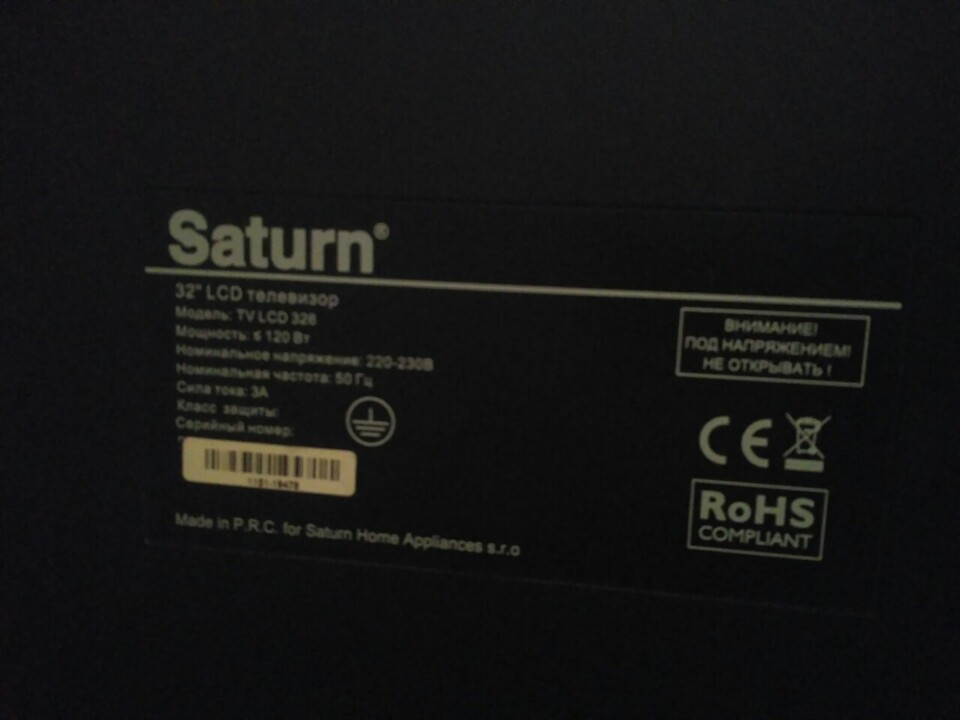 Saturn®
32" LCD телевизор
Модель: TV LCD 326
Мощность: ≤ 120 Вт
Номинальное напряжение: 220-230В
Номинальная частота: 50 Гц
Сила тока: 3А
Класс защиты:
Серийный номер:
Made in P.R.C. for Saturn Home Appliances s.r.o
ВНИМАНИЕ!
ПОД НАПРЯЖЕНИЕМ!
НЕ ОТКРЫВАТЬ !
CE
RoHS
COMPLIANT